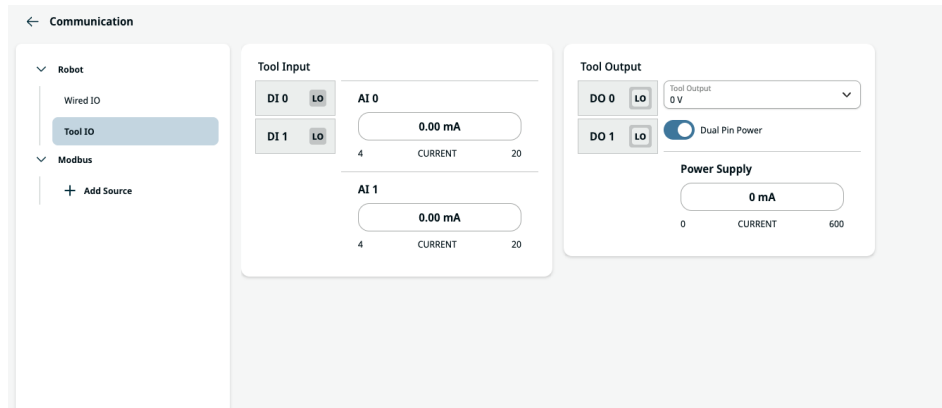 Communication
Robot
Wired IO
Tool IO
Modbus
Add Source
Tool Input
DI 0 LO
DI 1 LO
AI 0
0.00 mA
4 CURRENT 20
AI 1
0.00 mA
4 CURRENT 20
Tool Output
DO 0 LO
DO 1 LO
Tool Output
0 V
Dual Pin Power
Power Supply
0 mA
0 CURRENT 600